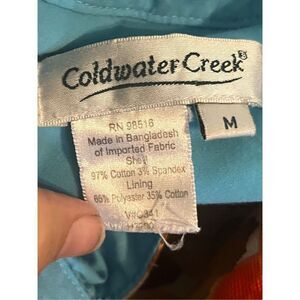 Coldwater Creek®
M
RN 98516
Made in Bangladesh
of Imported Fabric
Shell
97% Cotton 3% Spandex
Lining
65% Polyester 35% Cotton